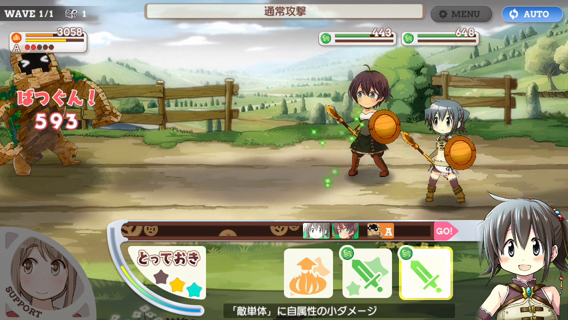 WAVE 1/1
1
通常攻撃
MENU
AUTO
3058
A
443
648
ばつぐん!
593
A
GO!
とっておき
SUPPORT
「敵単体」に自属性の小ダメージ